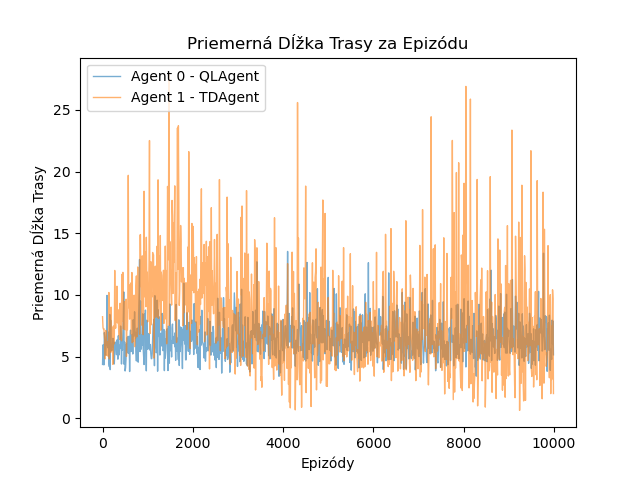 Priemerná Dĺžka Trasy za Epizódu
Agent 0 - QLAgent
Agent 1 - TDAgent
Priemerná Dĺžka Trasy
25
20
15
10
5
0
0 2000 4000 6000 8000 10000
Epizódy